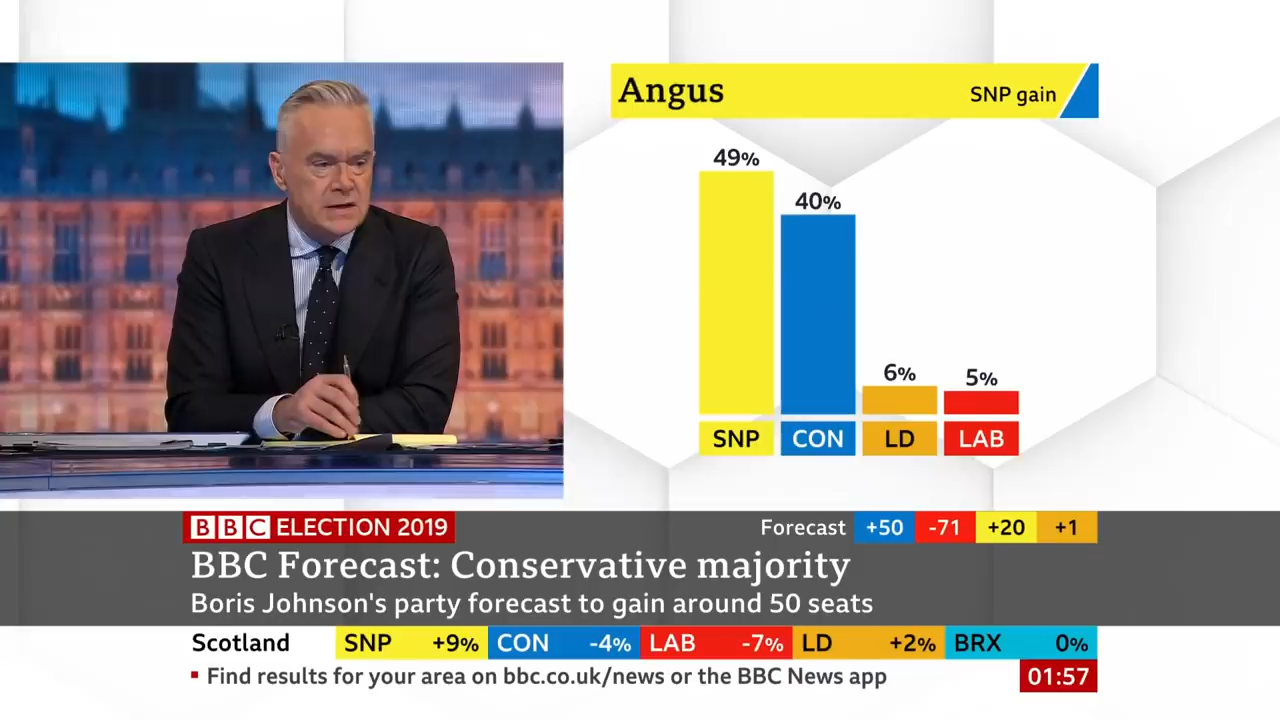 Angus SNP gain
49%
40%
6%
5%
SNP CON LD LAB
BBC ELECTION 2019 Forecast +50 -71 +20 +1
BBC Forecast: Conservative majority
Boris Johnson's party forecast to gain around 50 seats
Scotland SNP +9% CON -4% LAB -7% LD +2% BRX 0%
Find results for your area on bbc.co.uk/news or the BBC News app 01:57